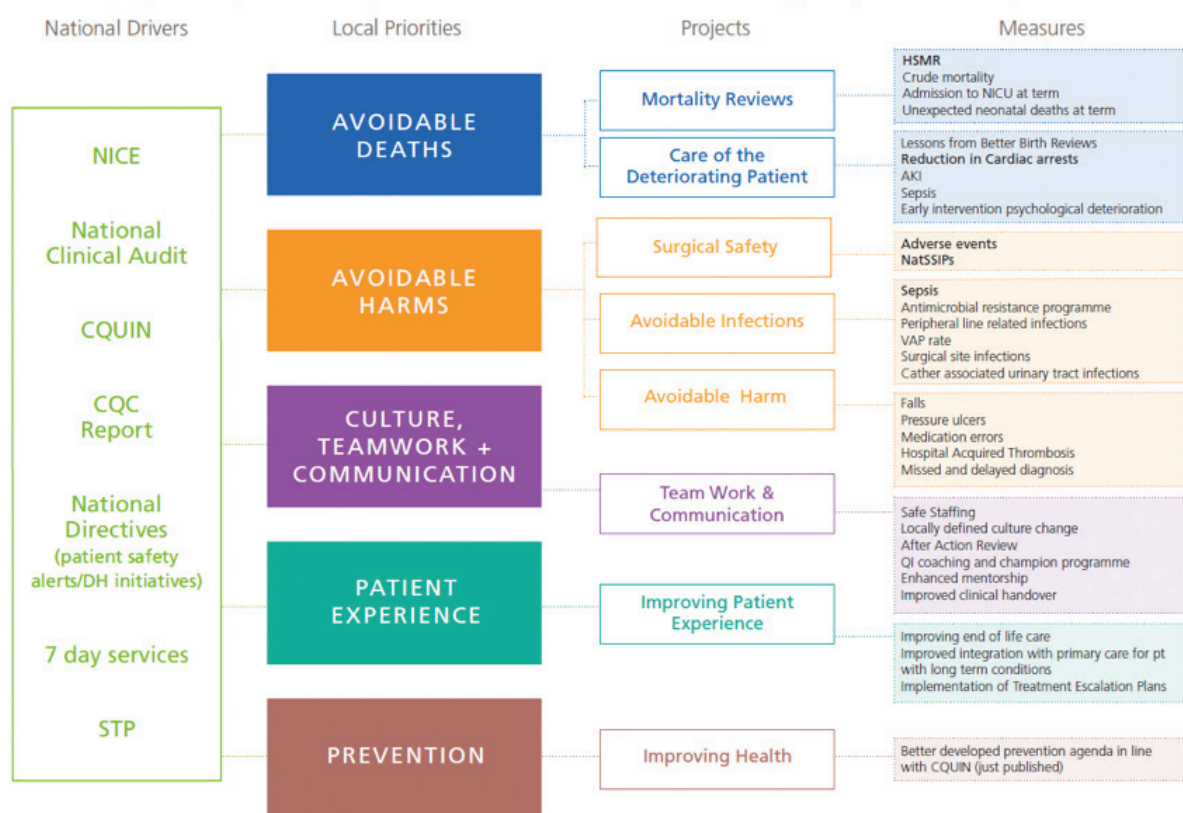 National Drivers
Local Priorities
Projects
Measures
NICE
National
Clinical Audit
CQUIN
CQC
Report
National
Directives
(patient safety
alerts/DH initiatives)
7 day services
STP
AVOIDABLE
DEATHS
AVOIDABLE
HARMS
CULTURE,
TEAMWORK +
COMMUNICATION
PATIENT
EXPERIENCE
PREVENTION
Mortality Reviews
Care of the
Deteriorating Patient
Surgical Safety
Avoidable Infections
Avoidable Harm
Team Work &
Communication
Improving Patient
Experience
Improving Health
HSMR
Crude mortality
Admission to NICU at term
Unexpected neonatal deaths at term
Lessons from Better Birth Reviews
Reduction in Cardiac arrests
AKI
Sepsis
Early intervention psychological deterioration
Adverse events
NatSSIPs
Sepsis
Antimicrobial resistance programme
Peripheral line related infections
VAP rate
Surgical site infections
Cather associated urinary tract infections
Falls
Pressure ulcers
Medication errors
Hospital Acquired Thrombosis
Missed and delayed diagnosis
Safe Staffing
Locally defined culture change
After Action Review
QI coaching and champion programme
Enhanced mentorship
Improved clinical handover
Improving end of life care
Improved integration with primary care for pt
with long term conditions
Implementation of Treatment Escalation Plans
Better developed prevention agenda in line
with CQUIN (just published)